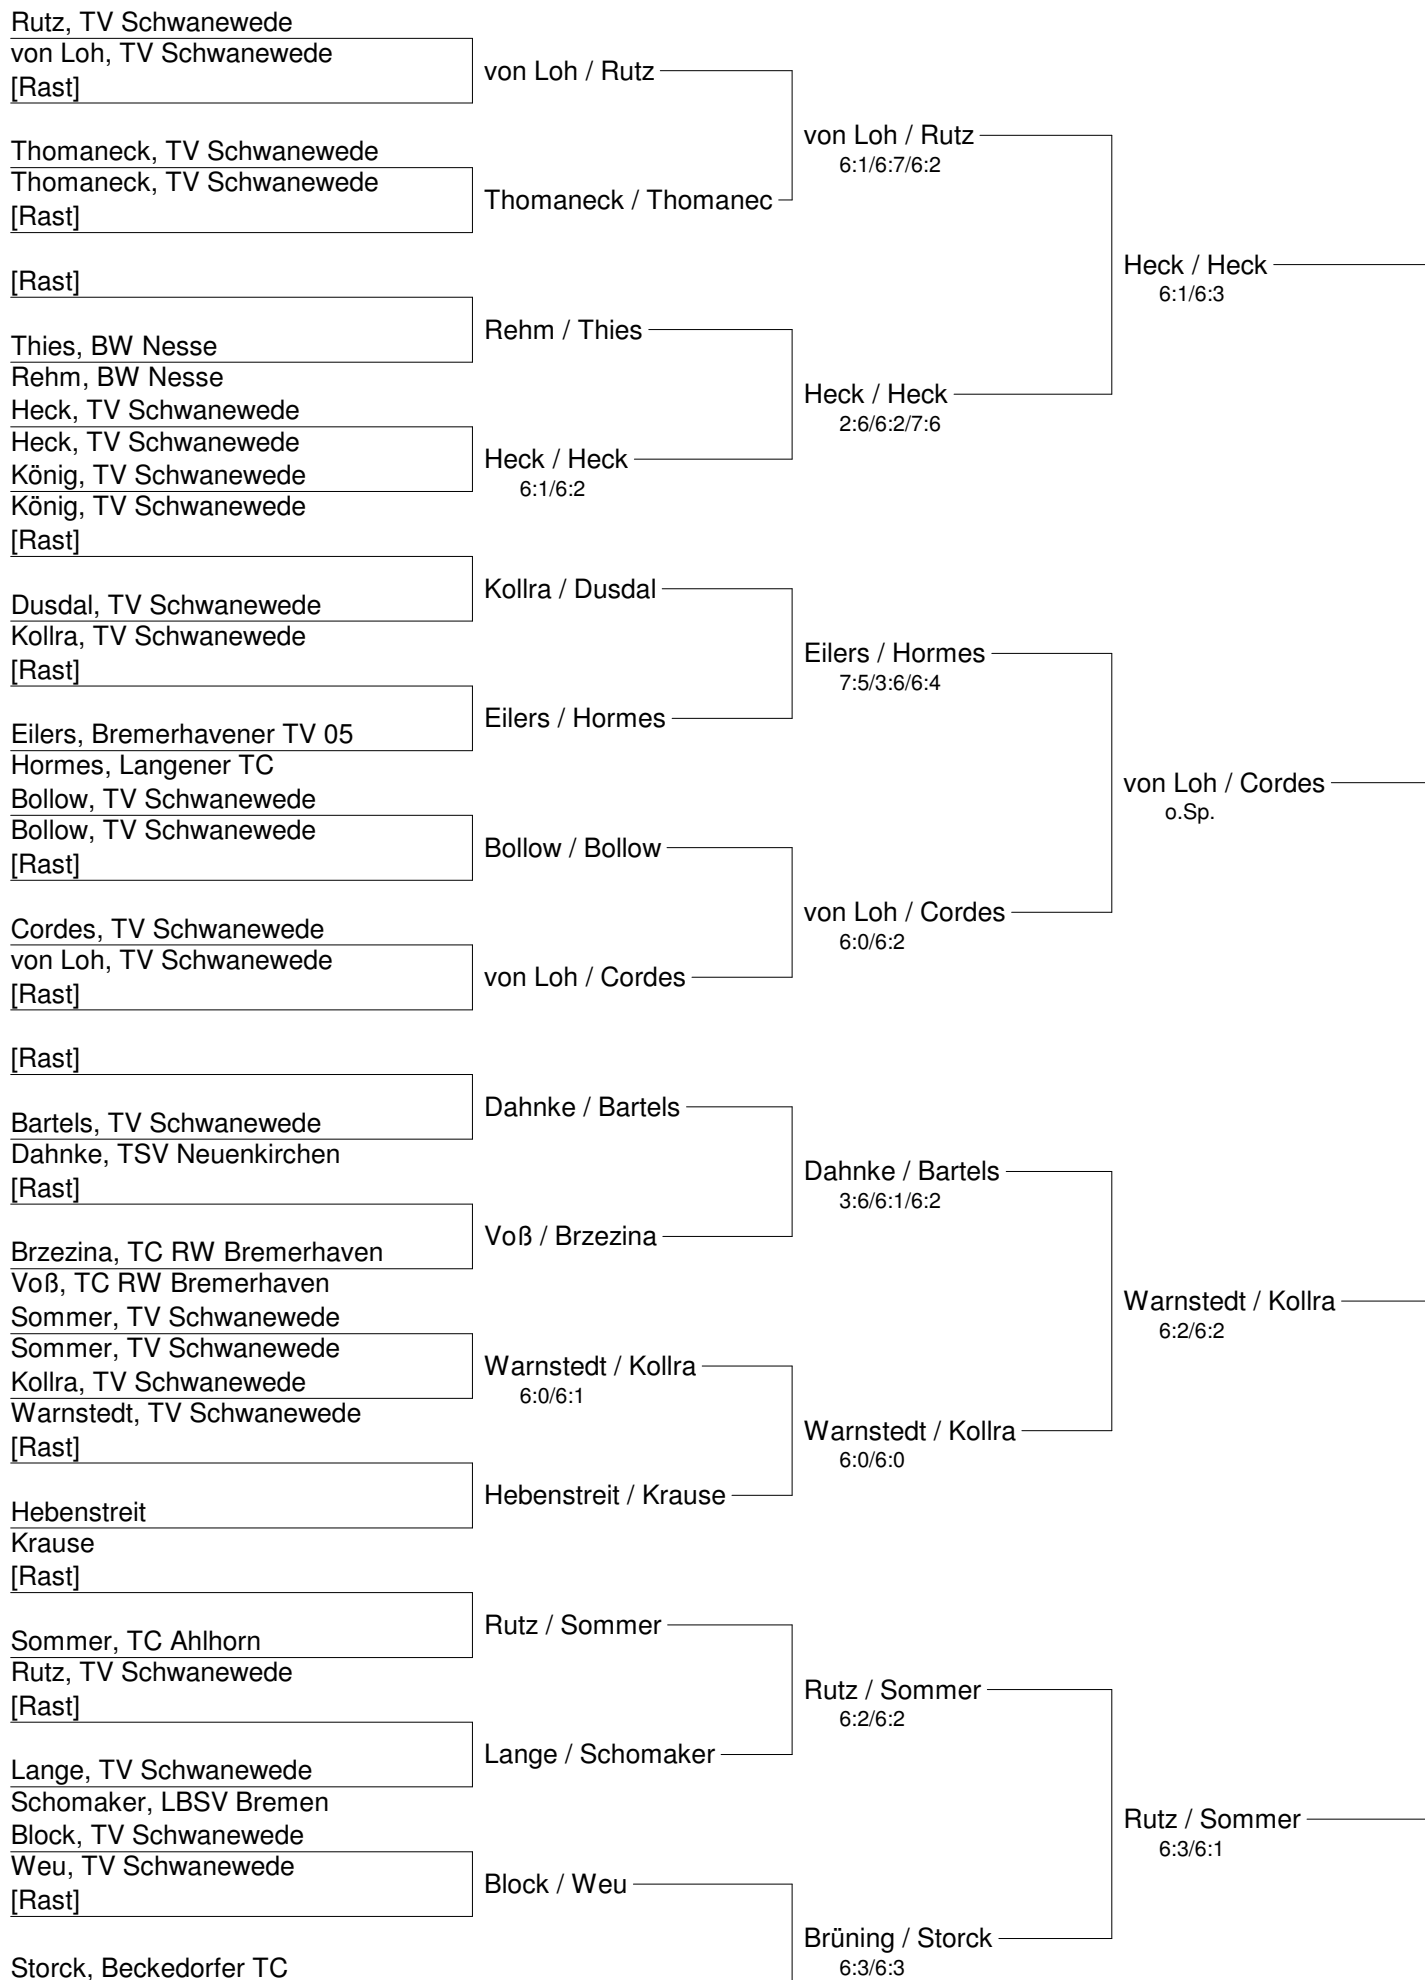 Rutz, TV Schwanewede
von Loh, TV Schwanewede
[Rast]
Thomaneck, TV Schwanewede
Thomaneck, TV Schwanewede
[Rast]
[Rast]
Thies, BW Nesse
Rehm, BW Nesse
Heck, TV Schwanewede
Heck, TV Schwanewede
König, TV Schwanewede
König, TV Schwanewede
[Rast]
Dusdal, TV Schwanewede
Kollra, TV Schwanewede
[Rast]
Eilers, Bremerhavener TV 05
Hormes, Langener TC
Bollow, TV Schwanewede
Bollow, TV Schwanewede
[Rast]
Cordes, TV Schwanewede
von Loh, TV Schwanewede
[Rast]
[Rast]
Bartels, TV Schwanewede
Dahnke, TSV Neuenkirchen
[Rast]
Brzezina, TC RW Bremerhaven
Voß, TC RW Bremerhaven
Sommer, TV Schwanewede
Sommer, TV Schwanewede
Kollra, TV Schwanewede
Warnstedt, TV Schwanewede
[Rast]
Hebenstreit
Krause
[Rast]
Sommer, TC Ahlhorn
Rutz, TV Schwanewede
[Rast]
Lange, TV Schwanewede
Schomaker, LBSV Bremen
Block, TV Schwanewede
Weu, TV Schwanewede
[Rast]
Storck, Beckedorfer TC
von Loh / Rutz
Thomaneck / Thomanec
Rehm / Thies
Heck / Heck
6:1/6:2
Kollra / Dusdal
Eilers / Hormes
Bollow / Bollow
von Loh / Cordes
Dahnke / Bartels
Voß / Brzezina
Warnstedt / Kollra
6:0/6:1
Hebenstreit / Krause
Rutz / Sommer
Lange / Schomaker
Block / Weu
von Loh / Rutz
6:1/6:7/6:2
Heck / Heck
2:6/6:2/7:6
Eilers / Hormes
7:5/3:6/6:4
von Loh / Cordes
6:0/6:2
Dahnke / Bartels
3:6/6:1/6:2
Warnstedt / Kollra
6:0/6:0
Rutz / Sommer
6:2/6:2
Brüning / Storck
6:3/6:3
Heck / Heck
6:1/6:3
von Loh / Cordes
o.Sp.
Warnstedt / Kollra
6:2/6:2
Rutz / Sommer
6:3/6:1